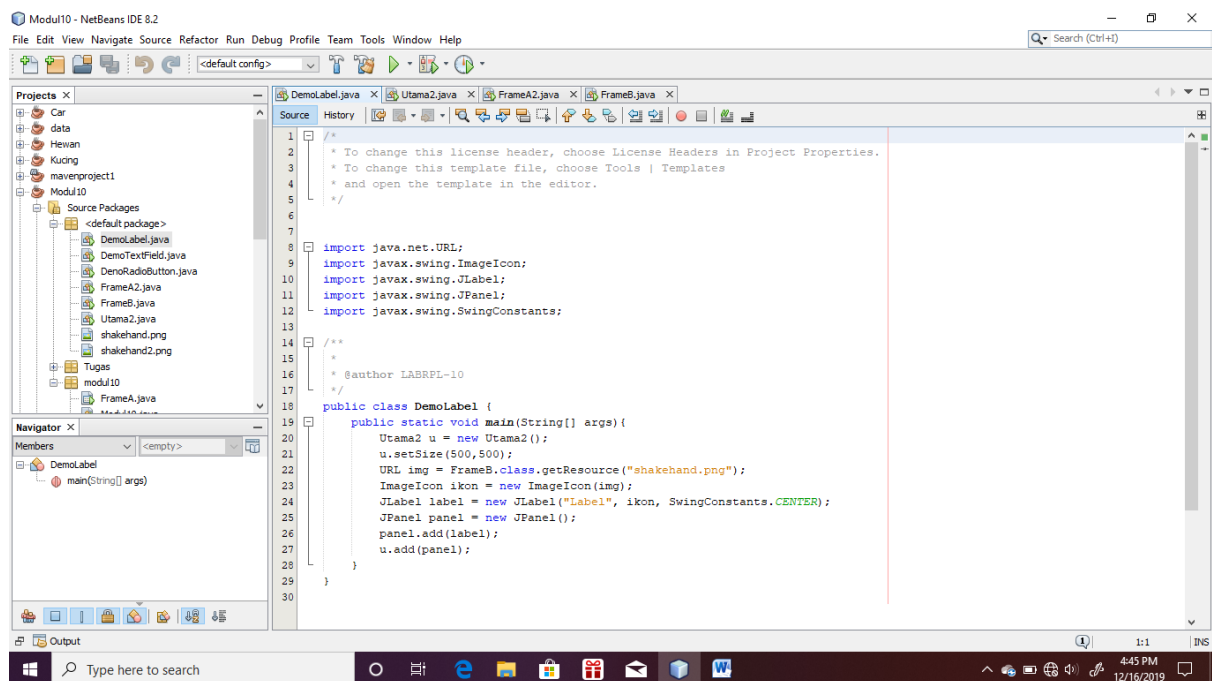 Modul10 - NetBeans IDE 8.2
File Edit View Navigate Source Refactor Run Debug Profile Team Tools Window Help
Search (Ctrl+I)
<default config>
Projects
Car
data
Hewan
Kucing
mavenproject1
Modul10
Source Packages
<default package>
DemoLabel.java
DemoTextField.java
DenoRadioButton.java
FrameA2.java
FrameB.java
Utama2.java
shakehand.png
shakehand2.png
Tugas
modul10
FrameA.java
Navigator
Members
<empty>
DemoLabel
main(String[] args)
DemoLabel.java Utama2.java FrameA2.java FrameB.java
Source History
1 /*
2 * To change this license header, choose License Headers in Project Properties.
3 * To change this template file, choose Tools | Templates
4 * and open the template in the editor.
5 */
6
7
8 import java.net.URL;
9 import javax.swing.ImageIcon;
10 import javax.swing.JLabel;
11 import javax.swing.JPanel;
12 import javax.swing.SwingConstants;
13
14 /**
15 *
16 * @author LABRPL-10
17 */
18 public class DemoLabel {
19 public static void main(String[] args){
20 Utama2 u = new Utama2();
21 u.setSize(500,500);
22 URL img = FrameB.class.getResource("shakehand.png");
23 ImageIcon ikon = new ImageIcon(img);
24 JLabel label = new JLabel("Label", ikon, SwingConstants.CENTER);
25 JPanel panel = new JPanel();
26 panel.add(label);
27 u.add(panel);
28 }
29 }
30
Output
1
1:1
INS
Type here to search
4:45 PM
12/16/2019